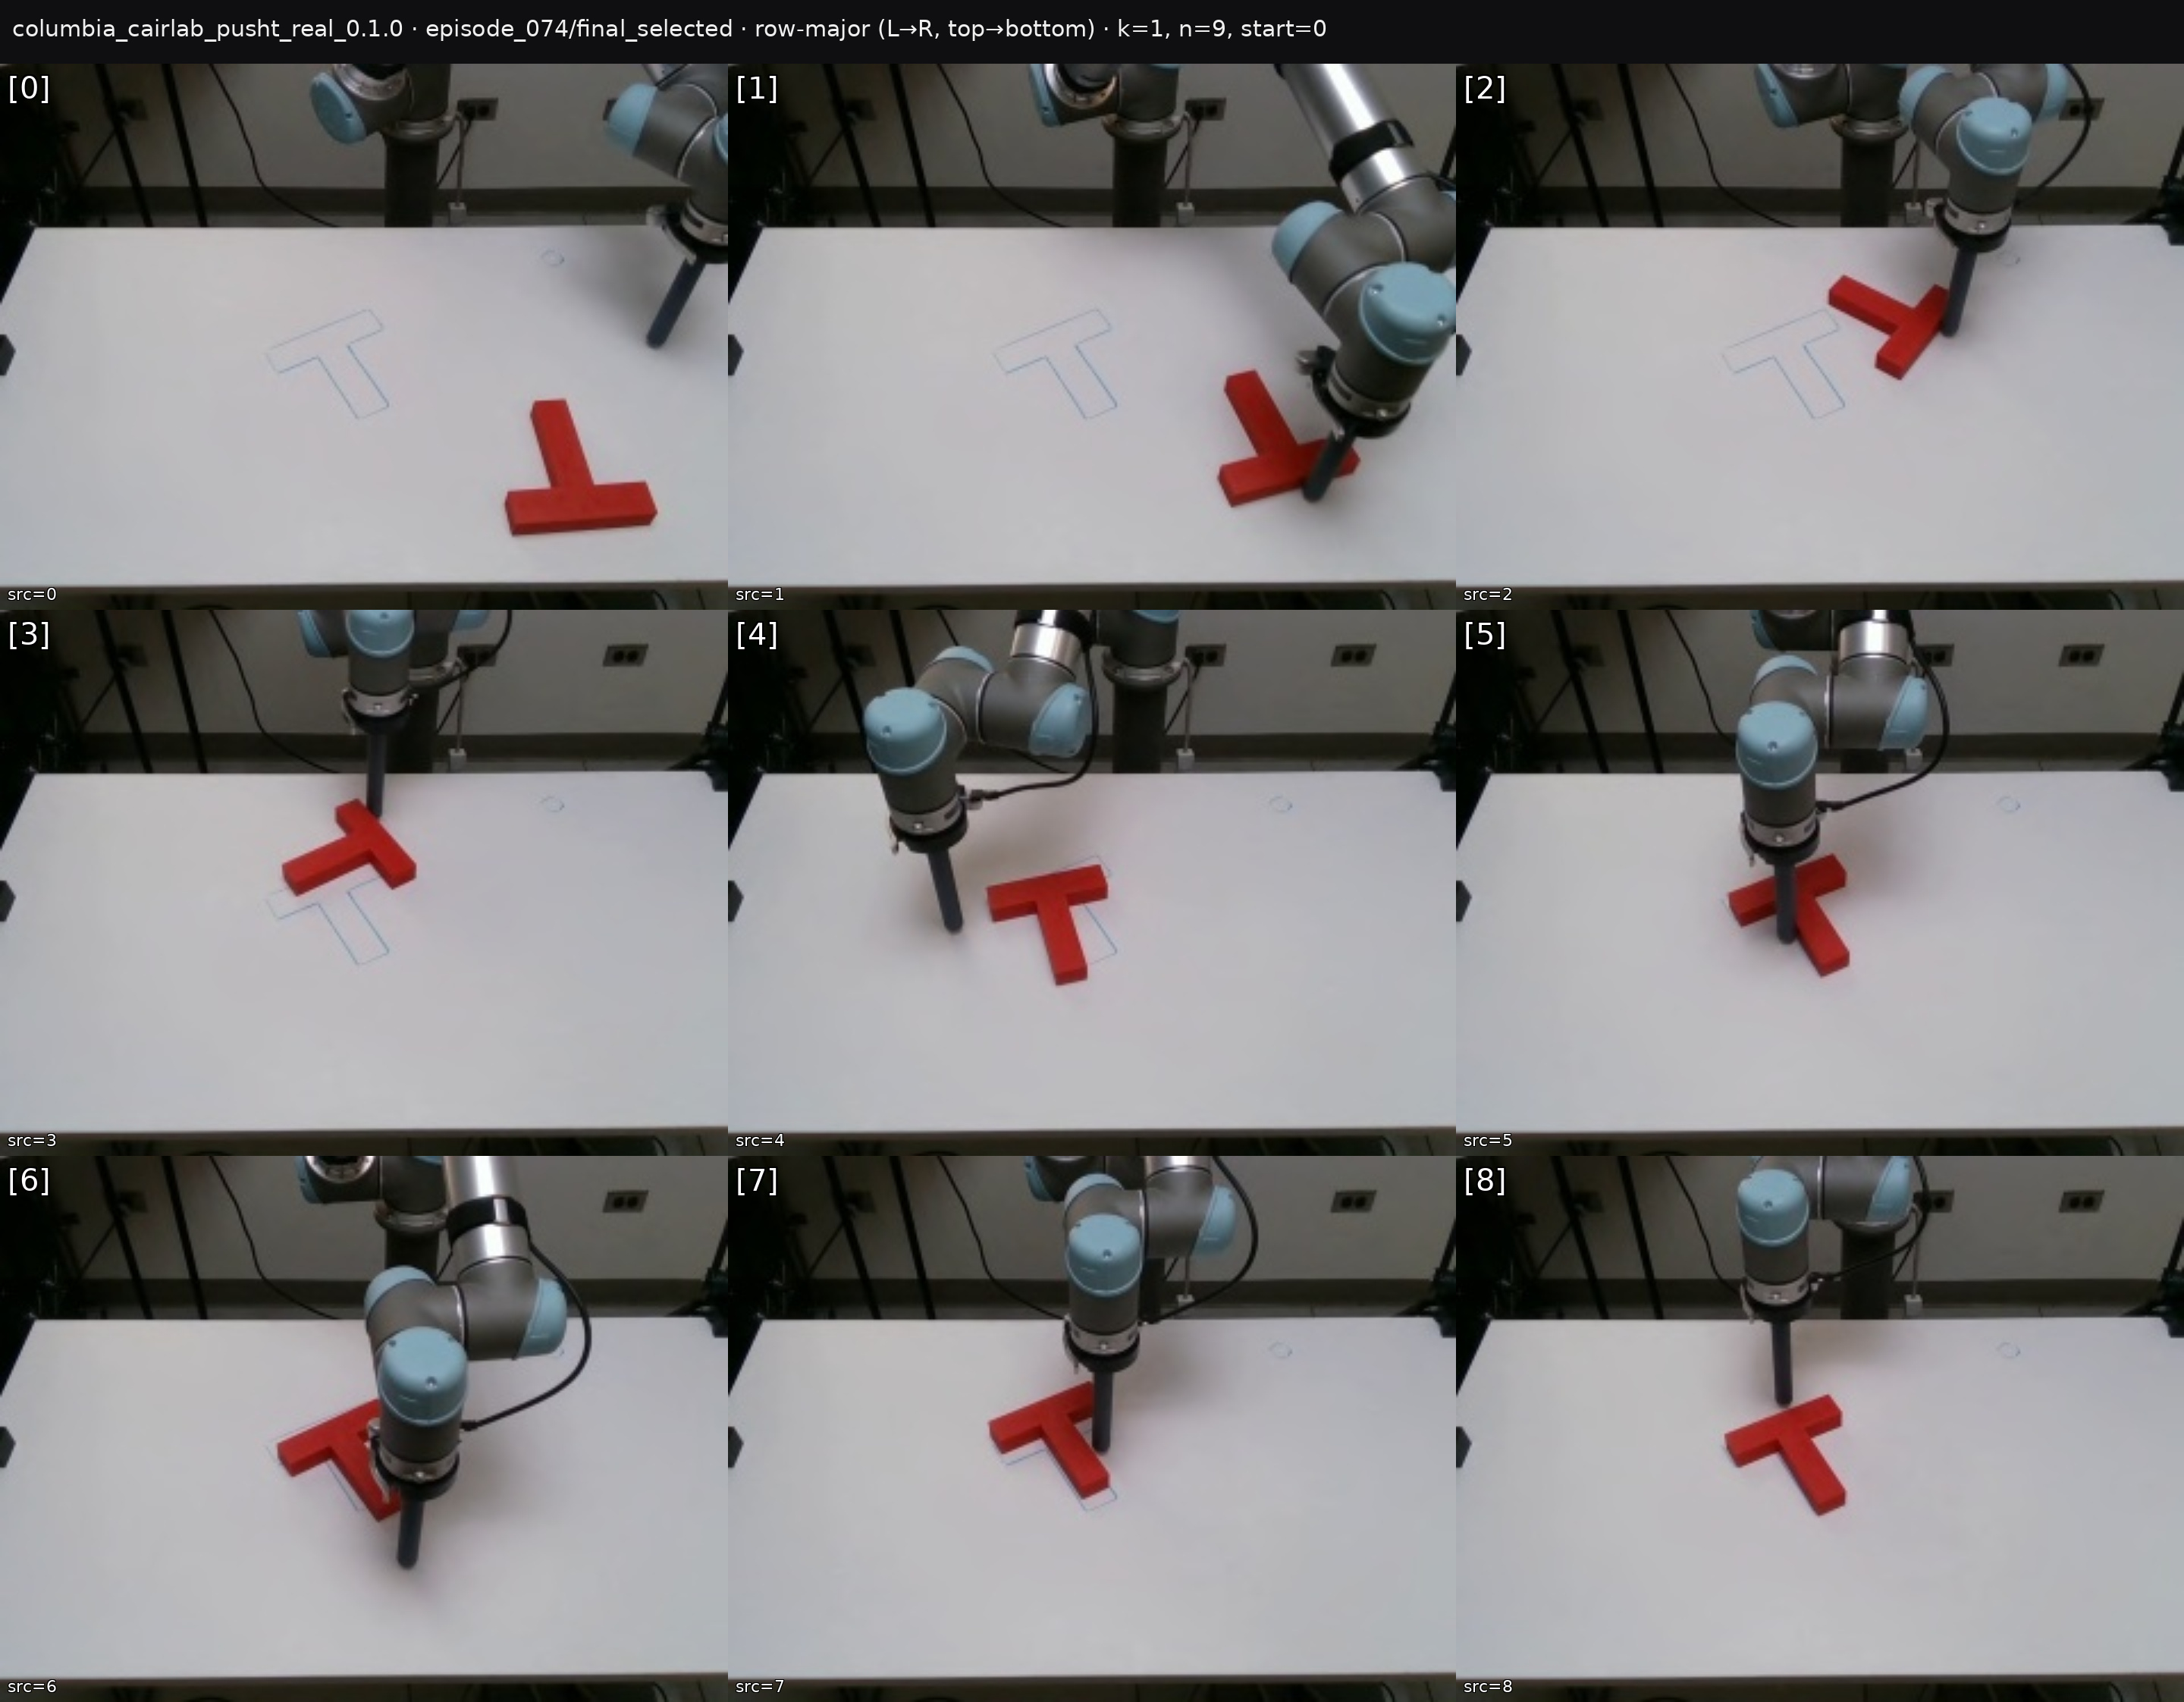 columbia_cairlab_pusht_real_0.1.0 · episode_074/final_selected · row-major (L→R, top→bottom) · k=1, n=9, start=0
[0]
[1]
[2]
src=0
src=1
src=2
[3]
[4]
[5]
src=3
src=4
src=5
[6]
[7]
[8]
src=6
src=7
src=8